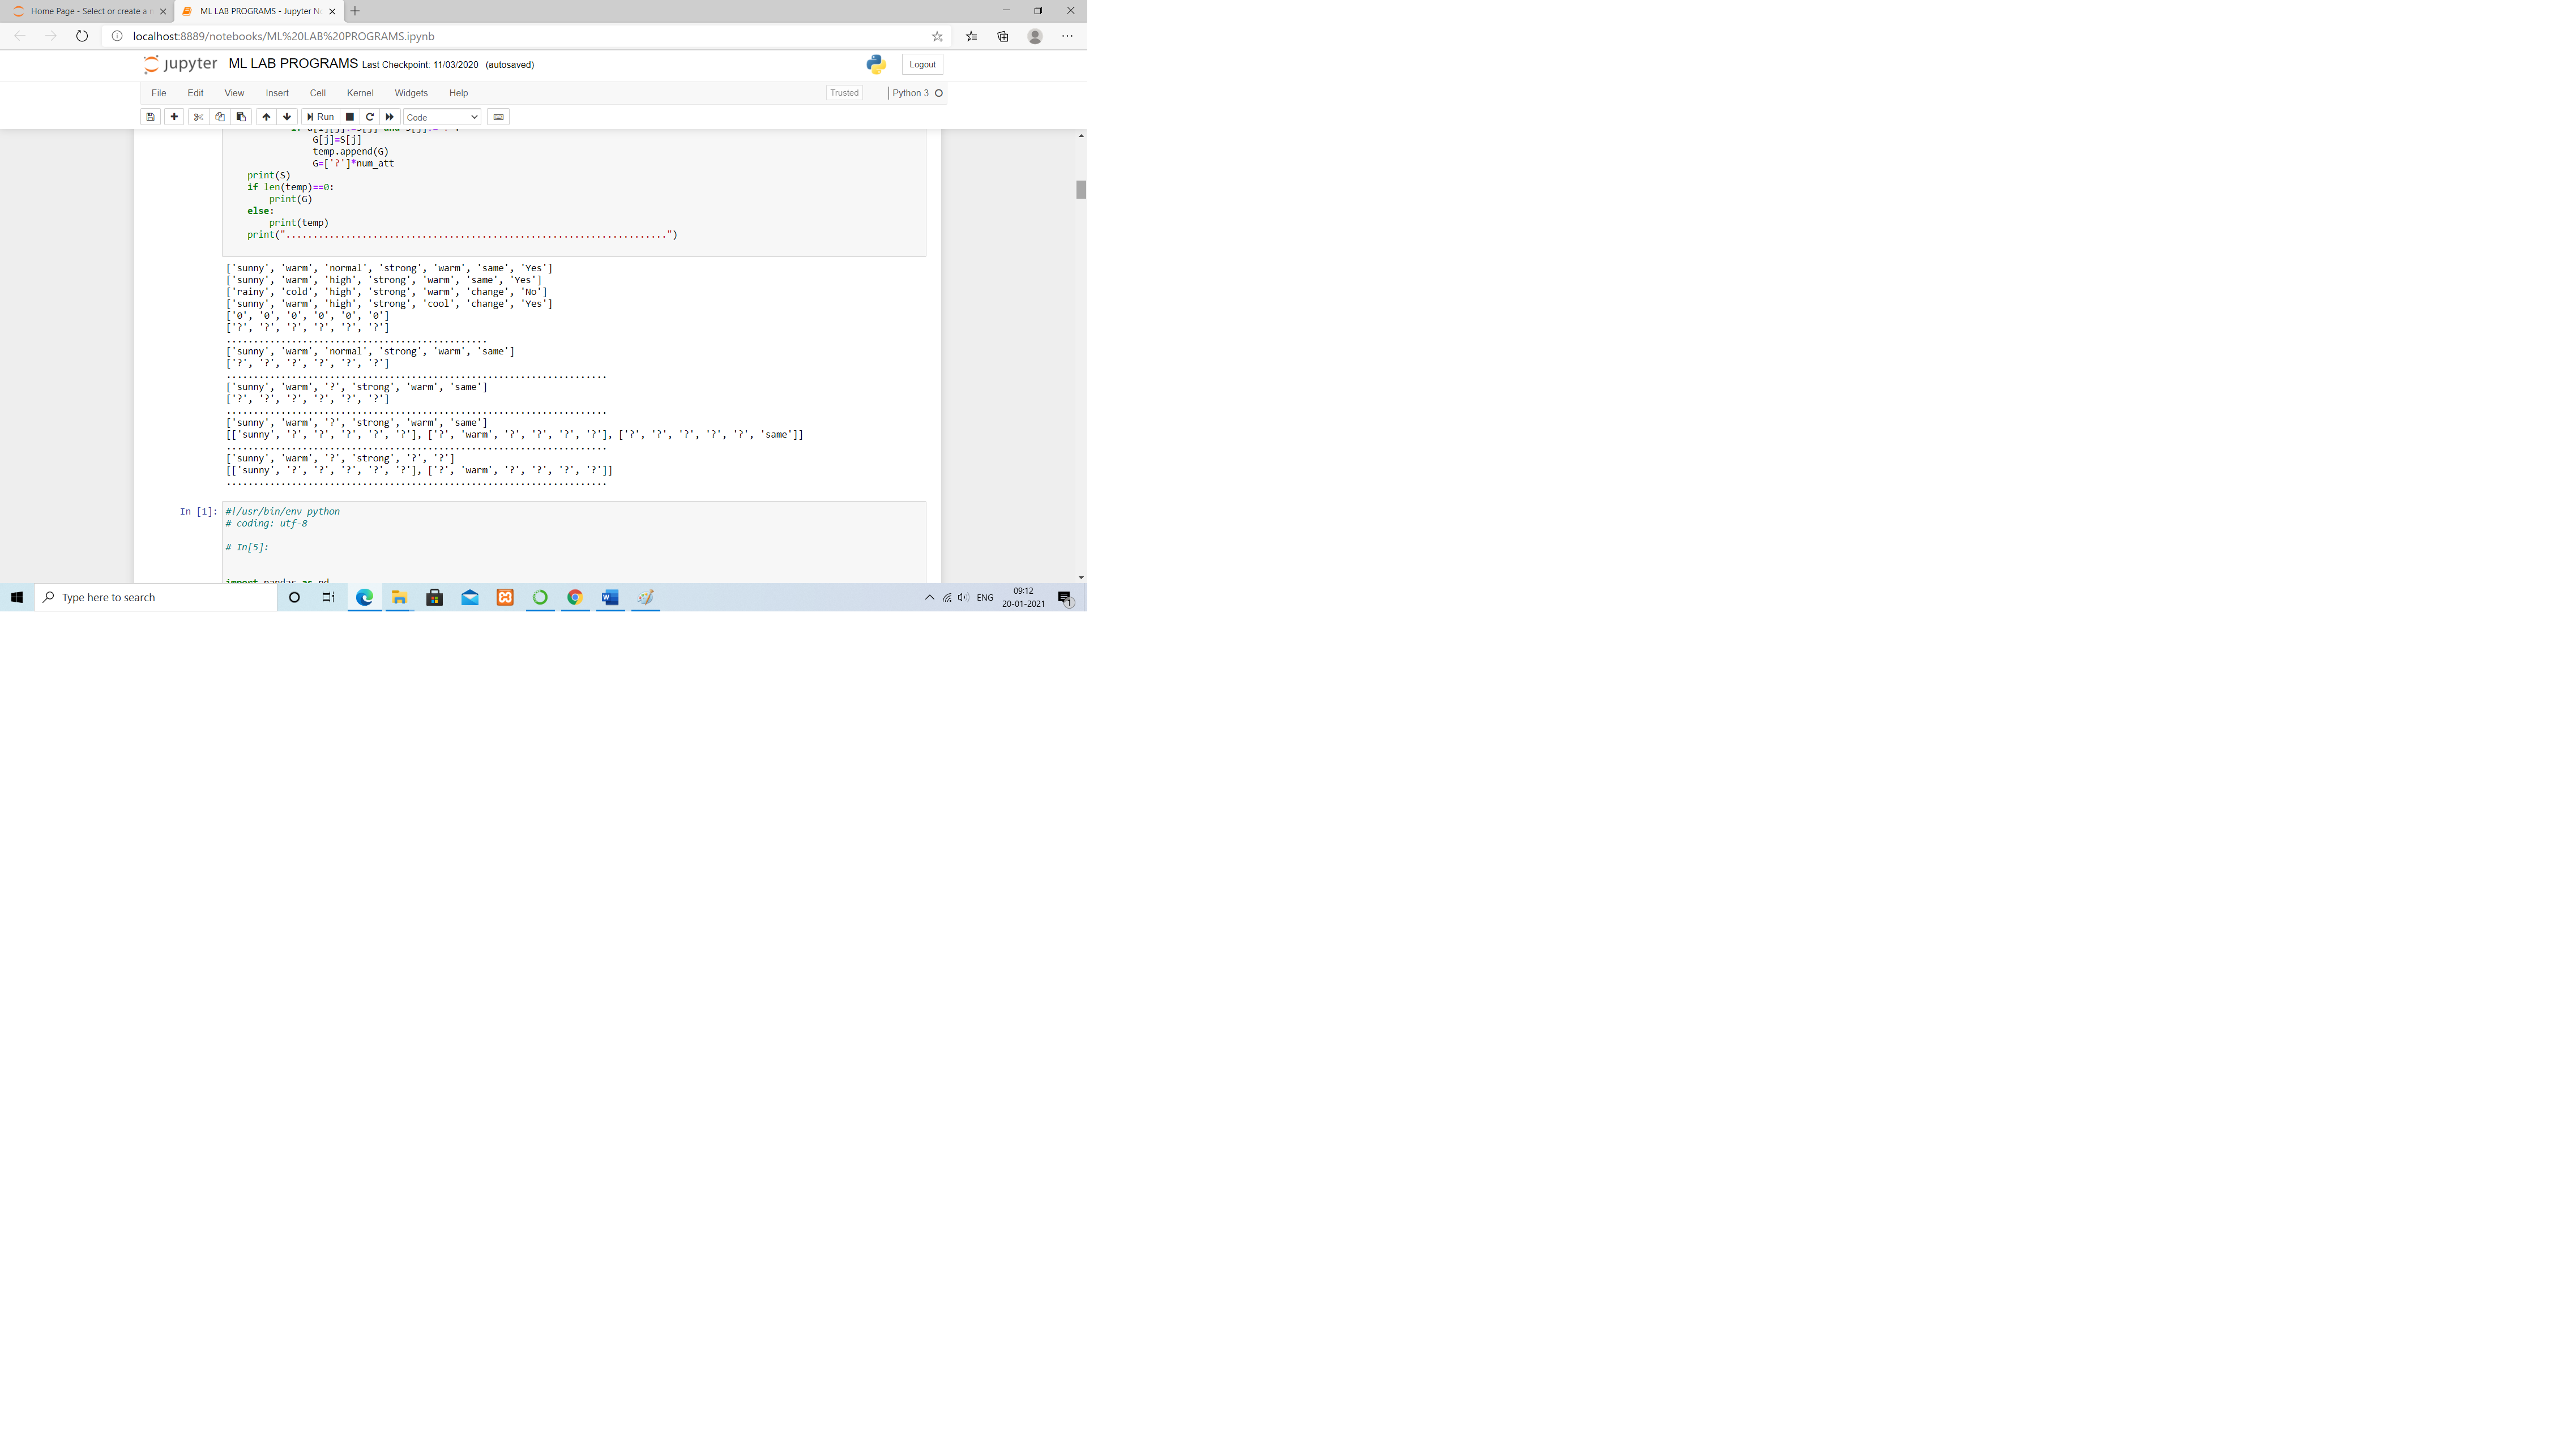 Home Page - Select or create a n
ML LAB PROGRAMS - Jupyter N
localhost:8889/notebooks/ML%20LAB%20PROGRAMS.ipynb
jupyter ML LAB PROGRAMS Last Checkpoint: 11/03/2020 (autosaved)
Logout
File Edit View Insert Cell Kernel Widgets Help
Trusted
Python 3
Run
Code
G[j]=S[j]
temp.append(G)
G=['?']*num_att
print(S)
if len(temp)==0:
print(G)
else:
print(temp)
print("......................................................................")
['sunny', 'warm', 'normal', 'strong', 'warm', 'same', 'Yes']
['sunny', 'warm', 'high', 'strong', 'warm', 'same', 'Yes']
['rainy', 'cold', 'high', 'strong', 'warm', 'change', 'No']
['sunny', 'warm', 'high', 'strong', 'cool', 'change', 'Yes']
['0', '0', '0', '0', '0', '0']
['?', '?', '?', '?', '?', '?']
................................................
['sunny', 'warm', 'normal', 'strong', 'warm', 'same']
['?', '?', '?', '?', '?', '?']
......................................................................
['sunny', 'warm', '?', 'strong', 'warm', 'same']
['?', '?', '?', '?', '?', '?']
......................................................................
['sunny', 'warm', '?', 'strong', 'warm', 'same']
[['sunny', '?', '?', '?', '?', '?'], ['?', 'warm', '?', '?', '?', '?'], ['?', '?', '?', '?', '?', 'same']]
......................................................................
['sunny', 'warm', '?', 'strong', '?', '?']
[['sunny', '?', '?', '?', '?', '?'], ['?', 'warm', '?', '?', '?', '?']]
......................................................................
In [1]: #!/usr/bin/env python
# coding: utf-8
# In[5]:
import pandas as pd
Type here to search
ENG
09:12
20-01-2021
1